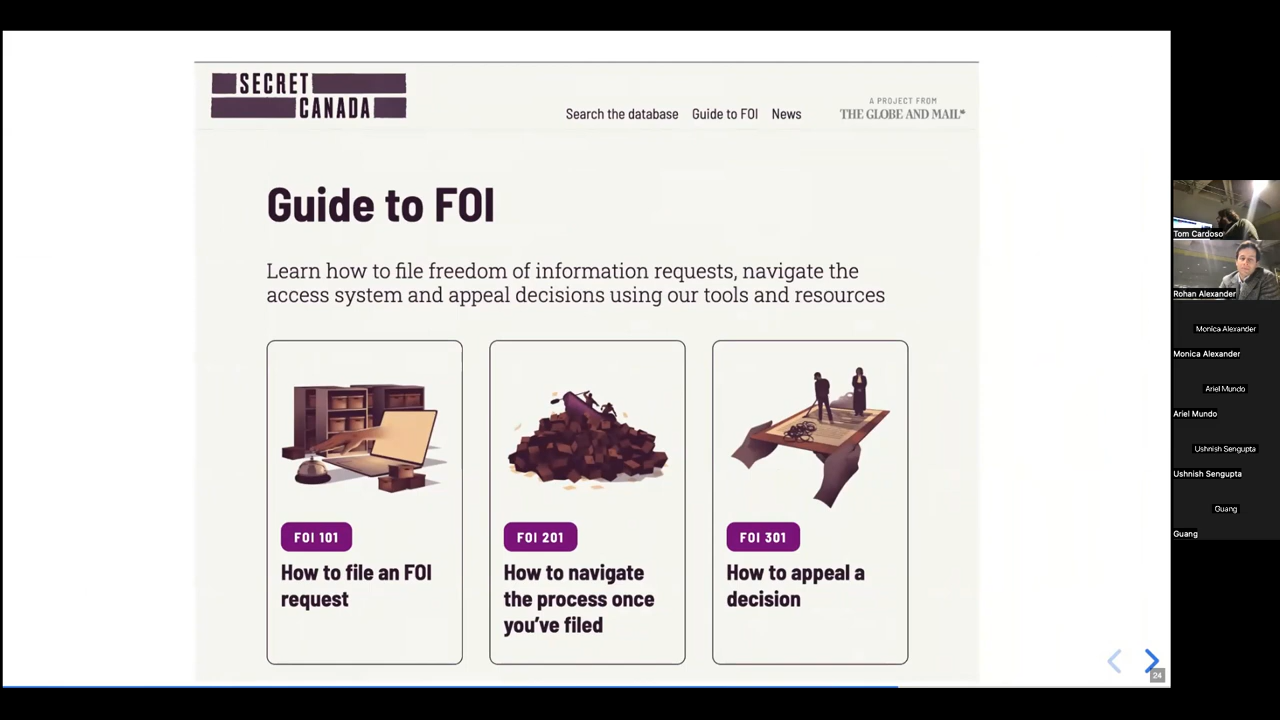 SECRET
CANADA
Search the database Guide to FOI News
A PROJECT FROM
THE GLOBE AND MAIL*
Guide to FOI
Learn how to file freedom of information requests, navigate the
access system and appeal decisions using our tools and resources
FOI 101
How to file an FOI
request
FOI 201
How to navigate
the process once
you've filed
FOI 301
How to appeal a
decision
24
Tom Cardoso
Rohan Alexander
Monica Alexander
Monica Alexander
Ariel Mundo
Ariel Mundo
Ushnish Sengupta
Ushnish Sengupta
Guang
Guang